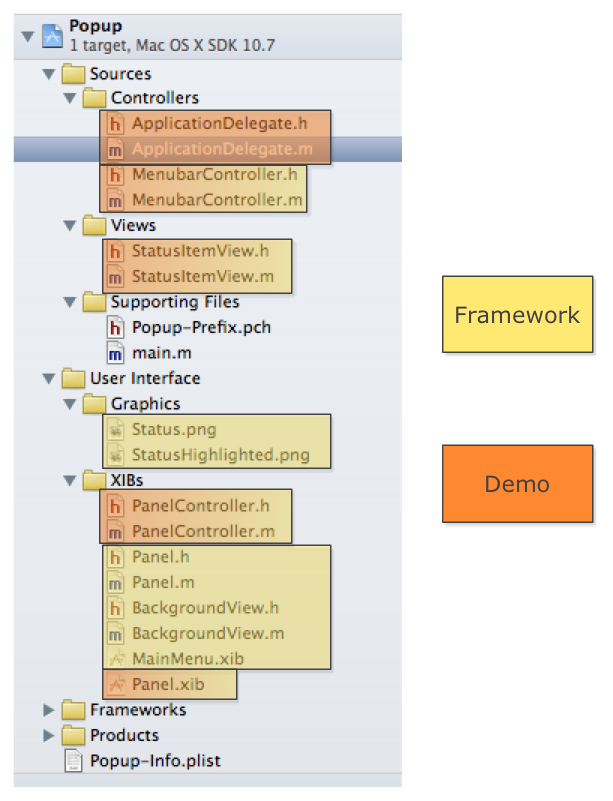 Popup
1 target, Mac OS X SDK 10.7
Sources
Controllers
h ApplicationDelegate.h
m ApplicationDelegate.m
h MenubarController.h
m MenubarController.m
Views
h StatusItemView.h
m StatusItemView.m
Supporting Files
h Popup-Prefix.pch
m main.m
User Interface
Graphics
Status.png
StatusHighlighted.png
XIBs
h PanelController.h
m PanelController.m
h Panel.h
m Panel.m
h BackgroundView.h
m BackgroundView.m
MainMenu.xib
Panel.xib
Frameworks
Products
Popup-Info.plist
Framework
Demo